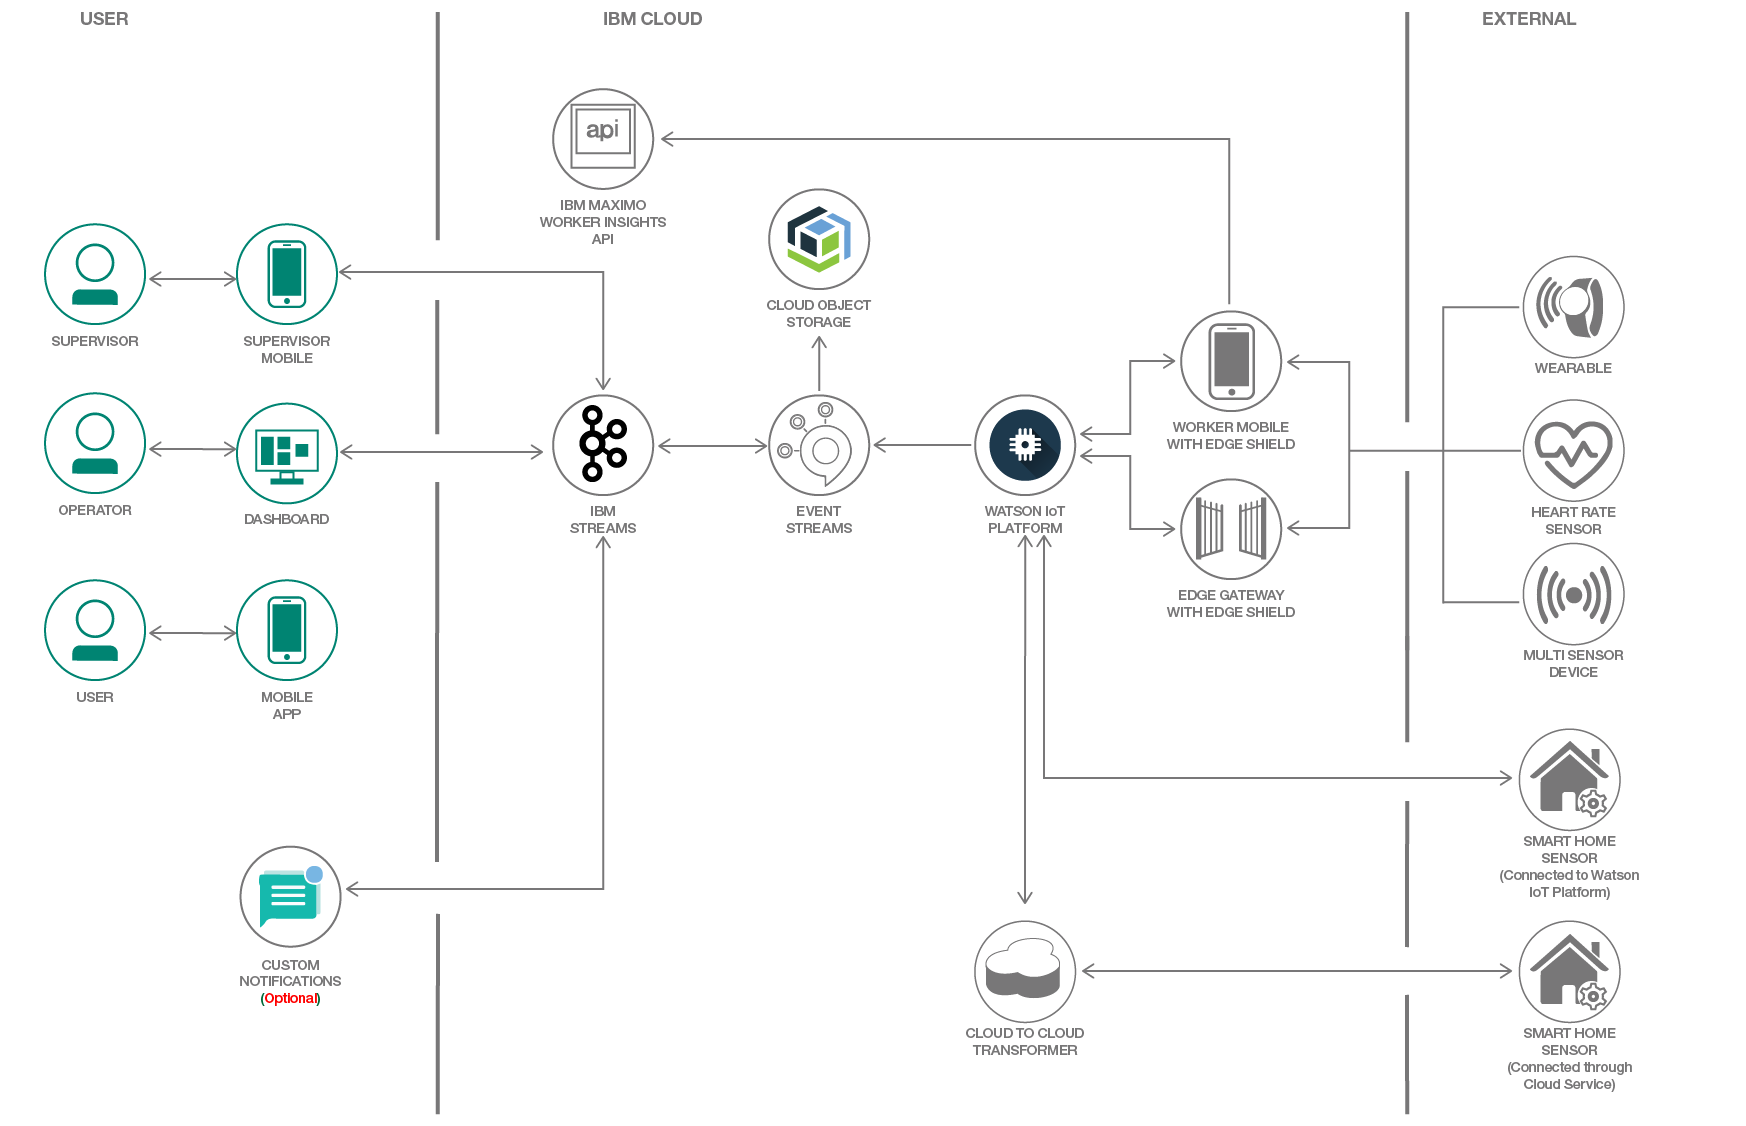 USER
IBM CLOUD
EXTERNAL
api
IBM MAXIMO
WORKER INSIGHTS
API
CLOUD OBJECT
STORAGE
SUPERVISOR
SUPERVISOR
MOBILE
WEARABLE
WORKER MOBILE
WITH EDGE SHIELD
OPERATOR
DASHBOARD
IBM
STREAMS
EVENT
STREAMS
WATSON IoT
PLATFORM
HEART RATE
SENSOR
EDGE GATEWAY
WITH EDGE SHIELD
MULTI SENSOR
DEVICE
USER
MOBILE
APP
SMART HOME
SENSOR
(Connected to Watson
IoT Platform)
CUSTOM
NOTIFICATIONS
(Optional)
CLOUD TO CLOUD
TRANSFORMER
SMART HOME
SENSOR
(Connected through
Cloud Service)